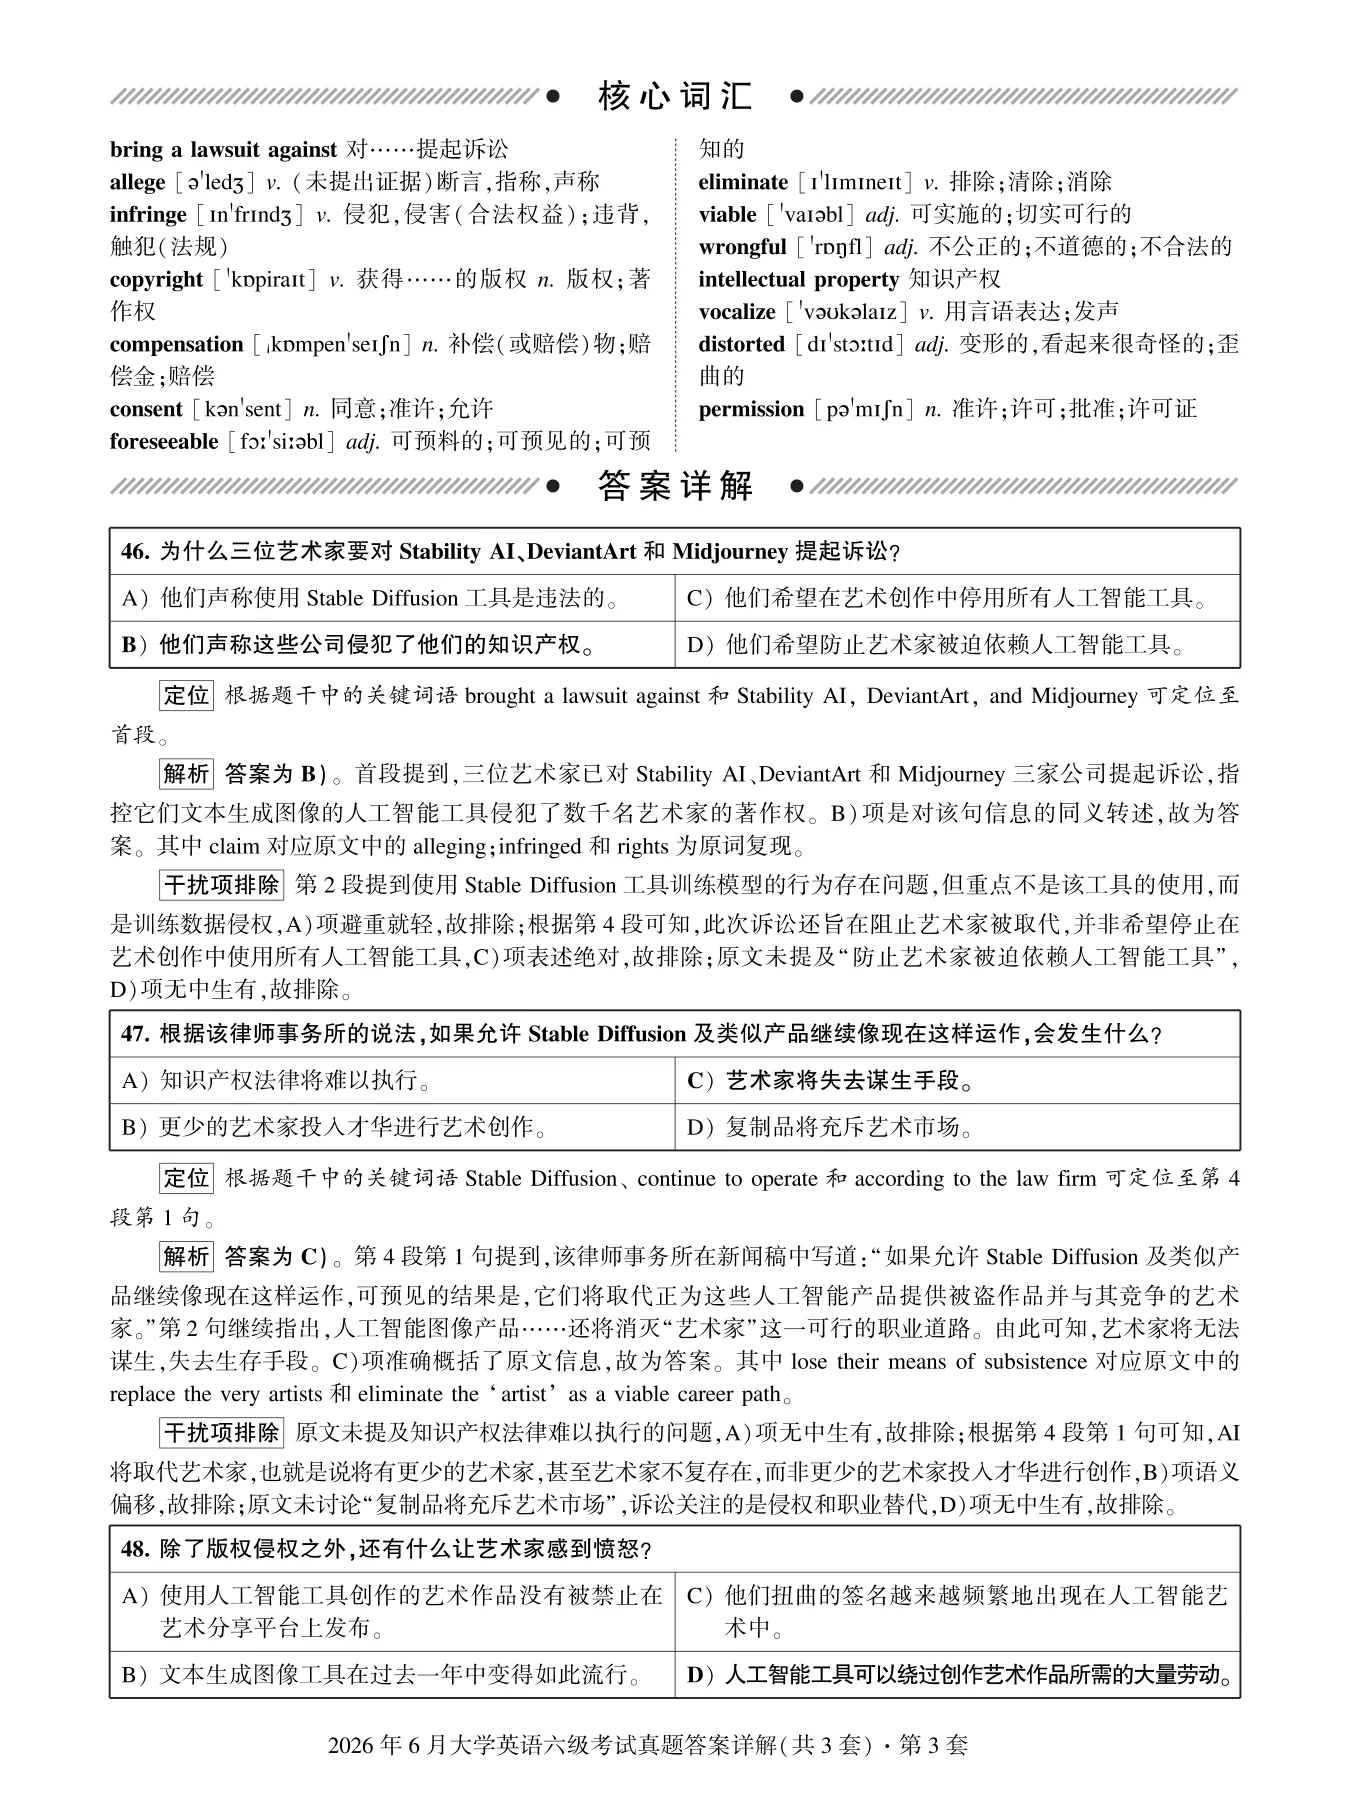 核心词汇
bring a lawsuit against 对……提起诉讼
allege [ə'ledʒ] v. (未提出证据)断言,指称,声称
infringe [ɪn'frɪndʒ] v. 侵犯,侵害(合法权益);违背,
触犯(法规)
copyright ['kɒpiraɪt] v. 获得……的版权 n. 版权;著
作权
compensation [ˌkɒmpen'seɪʃn] n. 补偿(或赔偿)物;赔
偿金;赔偿
consent [kən'sent] n. 同意;准许;允许
foreseeable [fɔː'siːəbl] adj. 可预料的;可预见的;可预
知的
eliminate [ɪ'lɪmɪneɪt] v. 排除;清除;消除
viable ['vaɪəbl] adj. 可实施的;切实可行的
wrongful ['rɒŋfl] adj. 不公正的;不道德的;不合法的
intellectual property 知识产权
vocalize ['vəʊkəlaɪz] v. 用言语表达;发声
distorted [dɪ'stɔːtɪd] adj. 变形的,看起来很奇怪的;歪
曲的
permission [pə'mɪʃn] n. 准许;许可;批准;许可证
答案详解
46. 为什么三位艺术家要对 Stability AI、DeviantArt 和 Midjourney 提起诉讼?
A) 他们声称使用 Stable Diffusion 工具是违法的。
C) 他们希望在艺术创作中停用所有人工智能工具。
B) 他们声称这些公司侵犯了他们的知识产权。
D) 他们希望防止艺术家被迫依赖人工智能工具。
定位 根据题干中的关键词语 brought a lawsuit against 和 Stability AI, DeviantArt, and Midjourney 可定位至
首段。
解析 答案为 B)。首段提到,三位艺术家已对 Stability AI、DeviantArt 和 Midjourney 三家公司提起诉讼,指
控它们文本生成图像的人工智能工具侵犯了数千名艺术家的著作权。B)项是对该句信息的同义转述,故为答
案。其中 claim 对应原文中的 alleging;infringed 和 rights 为原词复现。
干扰项排除 第 2 段提到使用 Stable Diffusion 工具训练模型的行为存在问题,但重点不是该工具的使用,而
是训练数据侵权,A)项避重就轻,故排除;根据第 4 段可知,此次诉讼还旨在阻止艺术家被取代,并非希望停止在
艺术创作中使用所有人工智能工具,C)项表述绝对,故排除;原文未提及“防止艺术家被迫依赖人工智能工具”,
D)项无中生有,故排除。
47. 根据该律师事务所的说法,如果允许 Stable Diffusion 及类似产品继续像现在这样运作,会发生什么?
A) 知识产权法律将难以执行。
C) 艺术家将失去谋生手段。
B) 更少的艺术家投入才华进行艺术创作。
D) 复制品将充斥艺术市场。
定位 根据题干中的关键词语 Stable Diffusion、continue to operate 和 according to the law firm 可定位至第 4
段第 1 句。
解析 答案为 C)。第 4 段第 1 句提到,该律师事务所在新闻稿中写道:“如果允许 Stable Diffusion 及类似产
品继续像现在这样运作,可预见的结果是,它们将取代正为这些人工智能产品提供被盗作品并与其竞争的艺术
家。”第 2 句继续指出,人工智能图像产品……还将消灭“艺术家”这一可行的职业道路。由此可知,艺术家将无法
谋生,失去生存手段。C)项准确概括了原文信息,故为答案。其中 lose their means of subsistence 对应原文中的
replace the very artists 和 eliminate the ‘artist’ as a viable career path。
干扰项排除 原文未提及知识产权法律难以执行的问题,A)项无中生有,故排除;根据第 4 段第 1 句可知,AI
将取代艺术家,也就是说将有更少的艺术家,甚至艺术家不复存在,而非更少的艺术家投入才华进行创作,B)项语义
偏移,故排除;原文未讨论“复制品将充斥艺术市场”,诉讼关注的是侵权和职业替代,D)项无中生有,故排除。
48. 除了版权侵权之外,还有什么让艺术家感到愤怒?
A) 使用人工智能工具创作的艺术作品没有被禁止在
艺术分享平台上发布。
C) 他们扭曲的签名越来越频繁地出现在人工智能艺
术中。
B) 文本生成图像工具在过去一年中变得如此流行。
D) 人工智能工具可以绕过创作艺术作品所需的大量劳动。
2026 年 6 月大学英语六级考试真题答案详解(共 3 套)·第 3 套